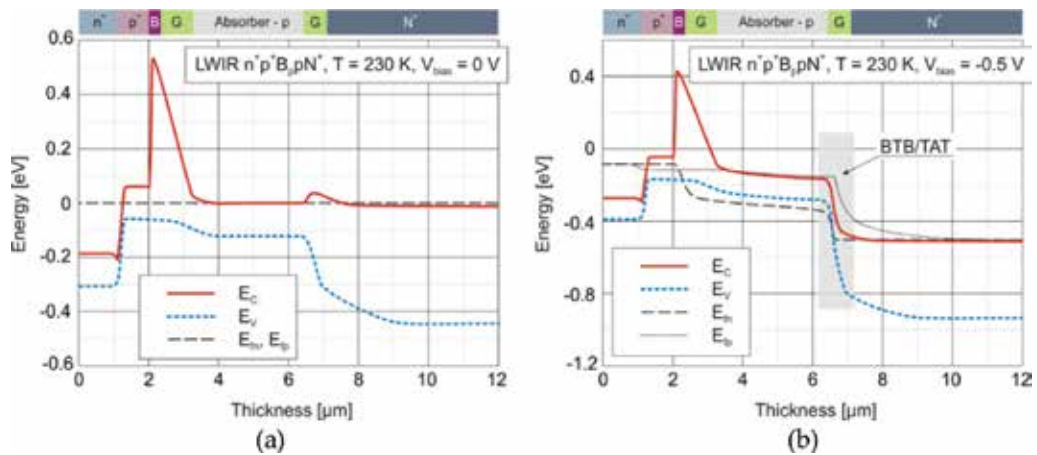 n⁺ p⁺ B G Absorber - p G N⁺
0.6
0.4
0.2
0
-0.2
-0.4
-0.6
Energy [eV]
LWIR n⁺p⁺BₚpN⁺, T = 230 K, V_bias = 0 V
E_C
E_V
E_fn, E_fp
0 2 4 6 8 10 12
Thickness [µm]
(a)
n⁺ p⁺ B G Absorber - p G N⁺
0.4
0
-0.4
-0.8
-1.2
Energy [eV]
LWIR n⁺p⁺BₚpN⁺, T = 230 K, V_bias = -0.5 V
BTB/TAT
E_C
E_V
E_fn
E_fp
0 2 4 6 8 10 12
Thickness [µm]
(b)